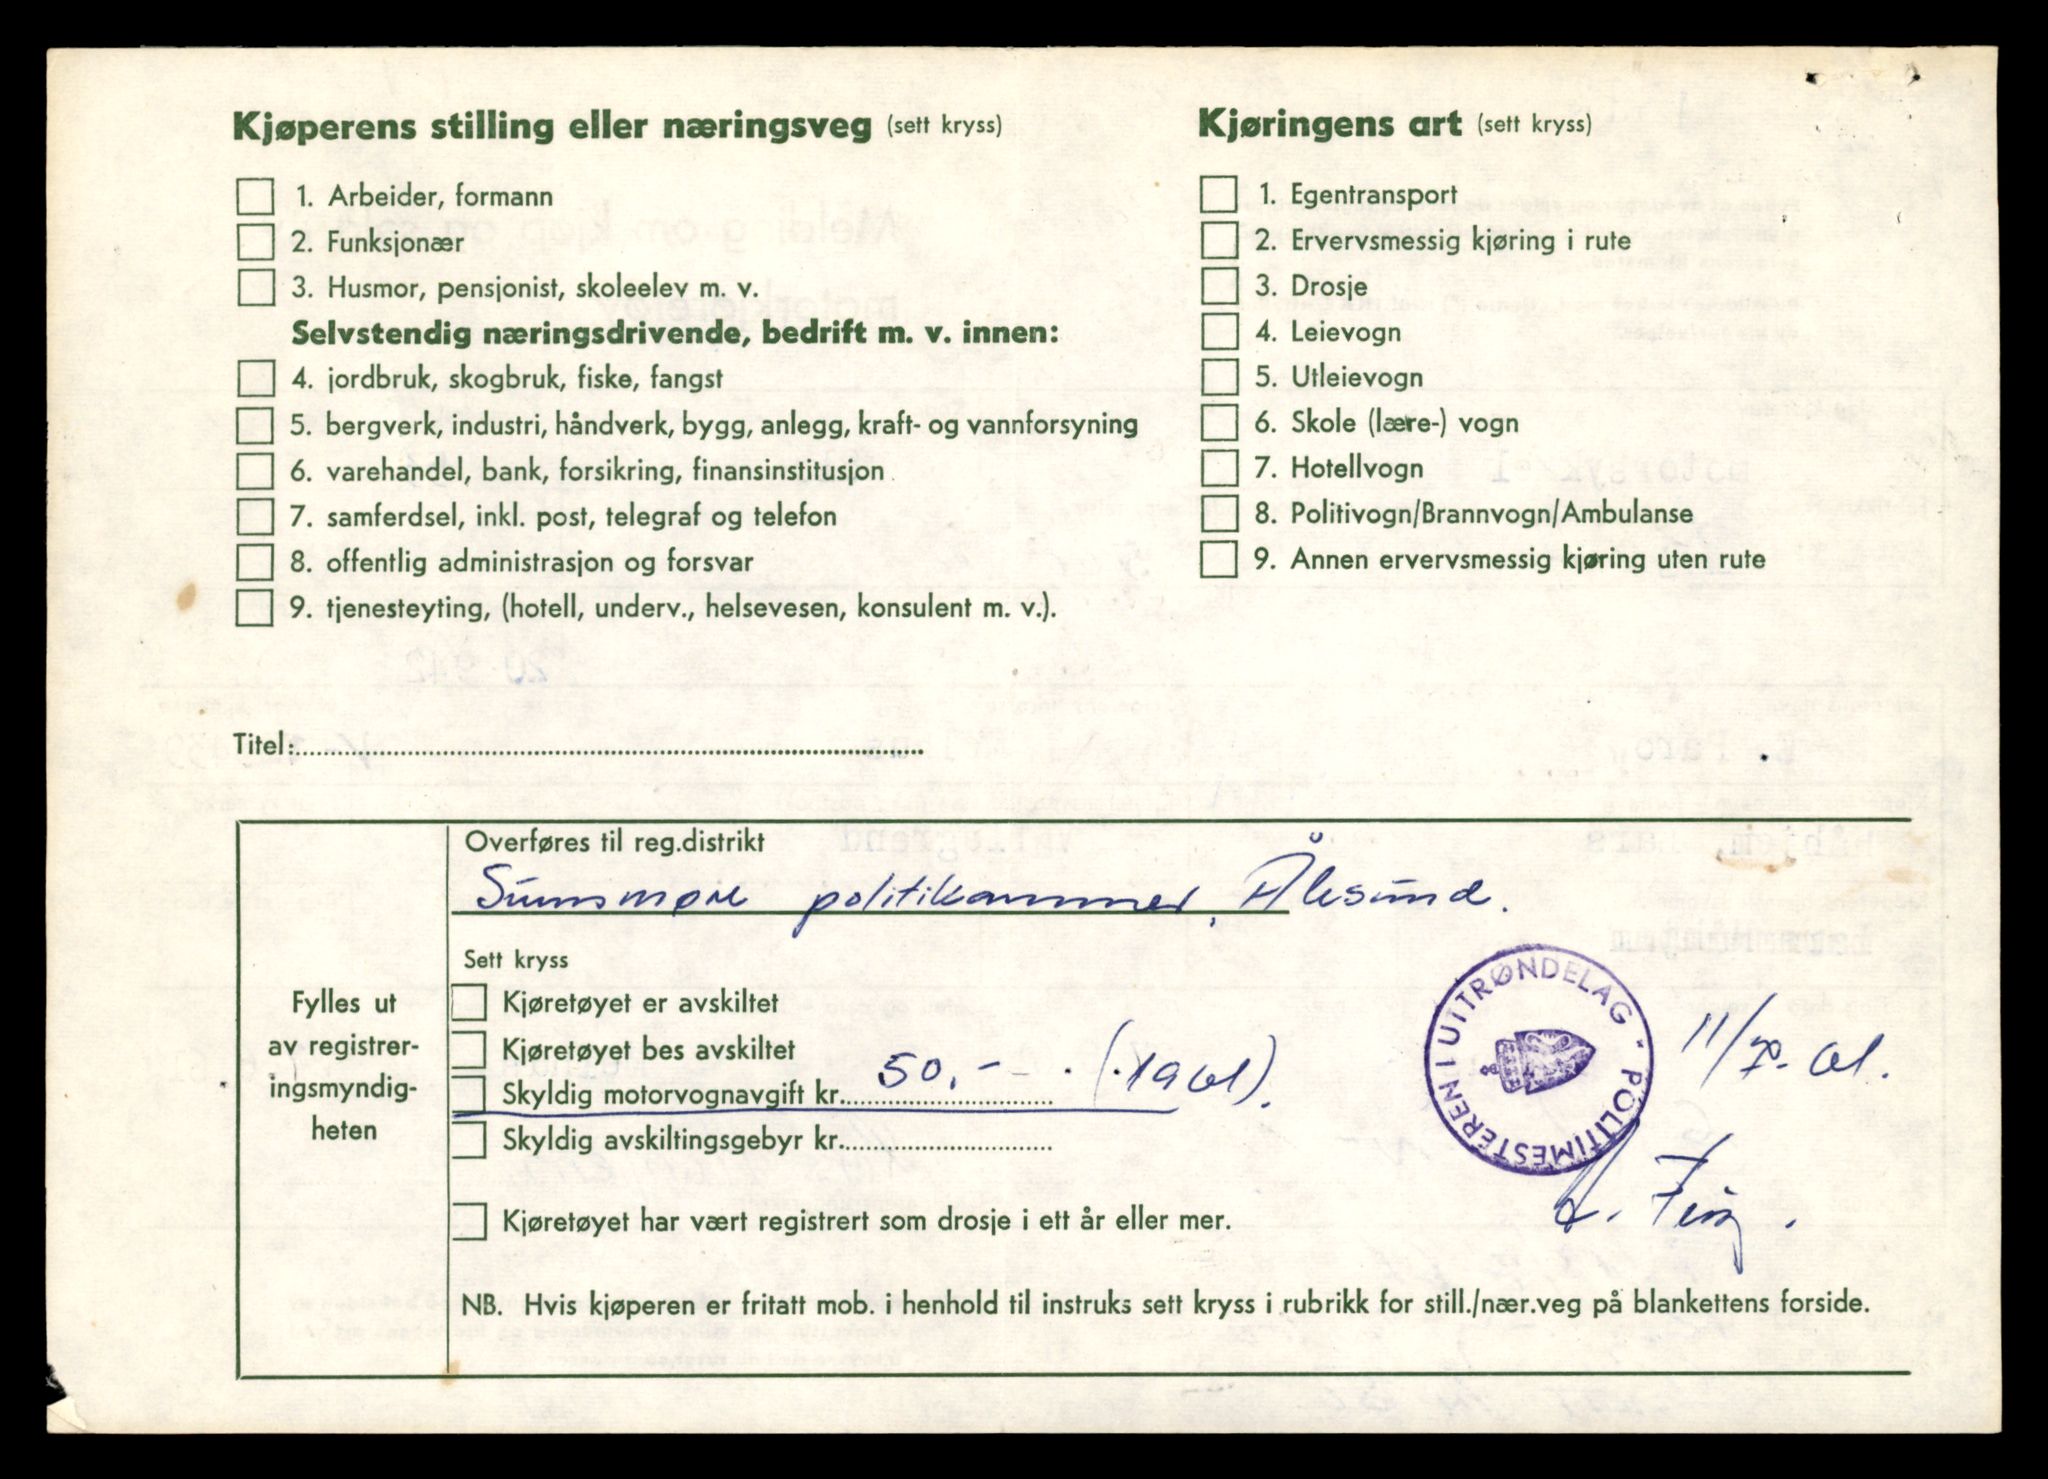 Kjøperens stilling eller næringsveg (sett kryss)
1. Arbeider, formann
2. Funksjonær
3. Husmor, pensjonist, skoleelev m. v.
Selvstendig næringsdrivende, bedrift m. v. innen:
4. jordbruk, skogbruk, fiske, fangst
5. bergverk, industri, håndverk, bygg, anlegg, kraft- og vannforsyning
6. varehandel, bank, forsikring, finansinstitusjon
7. samferdsel, inkl. post, telegraf og telefon
8. offentlig administrasjon og forsvar
9. tjenesteyting, (hotell, underv., helsevesen, konsulent m. v.).
Titel:
Kjøringens art (sett kryss)
1. Egentransport
2. Ervervsmessig kjøring i rute
3. Drosje
4. Leievogn
5. Utleievogn
6. Skole (lære-) vogn
7. Hotellvogn
8. Politivogn/Brannvogn/Ambulanse
9. Annen ervervsmessig kjøring uten rute
Fylles ut
av registrer-
ingsmyndig-
heten
Overføres til reg.distrikt
Sunnmøre politikammer, Ålesund.
Sett kryss
Kjøretøyet er avskiltet
Kjøretøyet bes avskiltet
Skyldig motorvognavgift kr. 50,-
Skyldig avskiltingsgebyr kr.
Kjøretøyet har vært registrert som drosje i ett år eller mer.
NB. Hvis kjøperen er fritatt mob. i henhold til instruks sett kryss i rubrikk for still./nær.veg på blankettens forside.
POLITIMESTEREN I UTTRØNDELAG